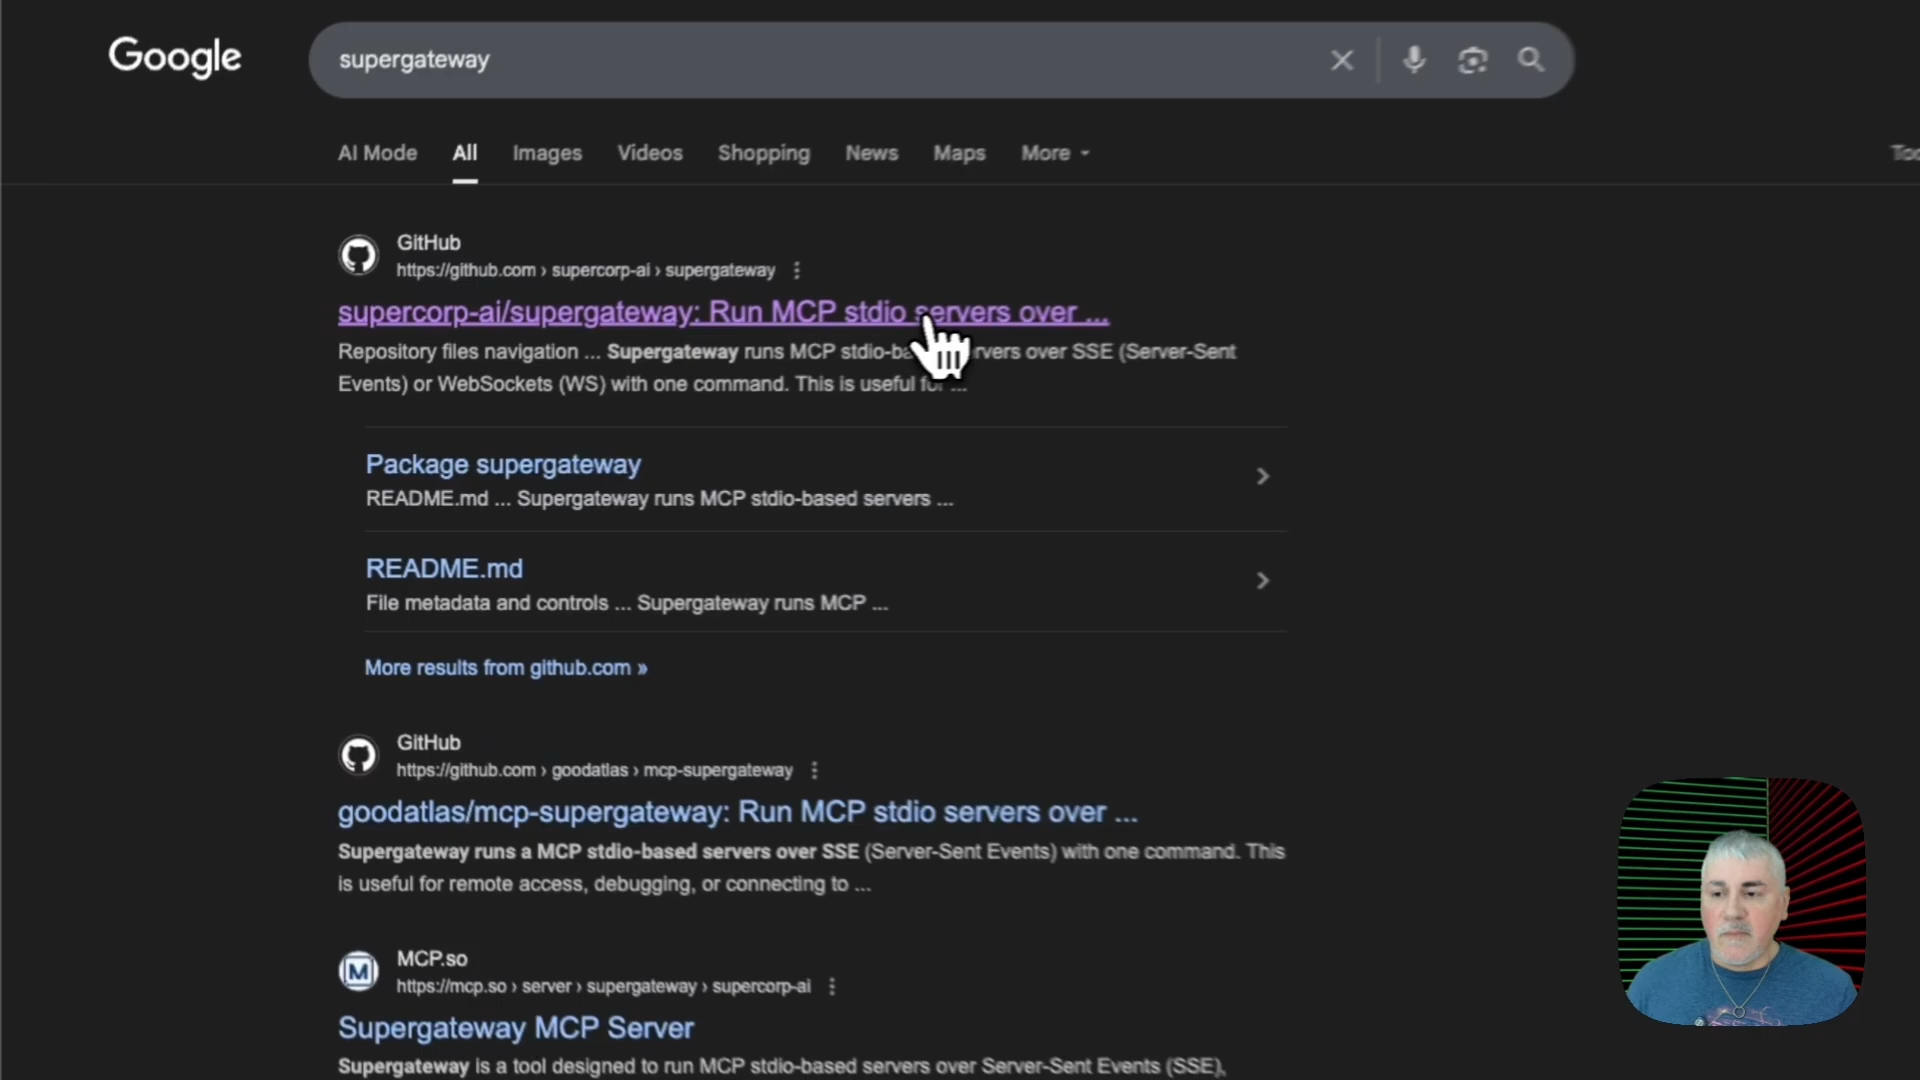 Google
supergateway
AI Mode All Images Videos Shopping News Maps More
GitHub
https://github.com › supercorp-ai › supergateway
supercorp-ai/supergateway: Run MCP stdio servers over ...
Repository files navigation ... Supergateway runs MCP stdio-ba rvers over SSE (Server-Sent
Events) or WebSockets (WS) with one command. This is useful fo ...
Package supergateway
README.md ... Supergateway runs MCP stdio-based servers ...
README.md
File metadata and controls ... Supergateway runs MCP ...
More results from github.com »
GitHub
https://github.com › goodatlas › mcp-supergateway
goodatlas/mcp-supergateway: Run MCP stdio servers over ...
Supergateway runs a MCP stdio-based servers over SSE (Server-Sent Events) with one command. This
is useful for remote access, debugging, or connecting to ...
M
MCP.so
https://mcp.so › server › supergateway › supercorp-ai
Supergateway MCP Server
Supergateway is a tool designed to run MCP stdio-based servers over Server-Sent Events (SSE),